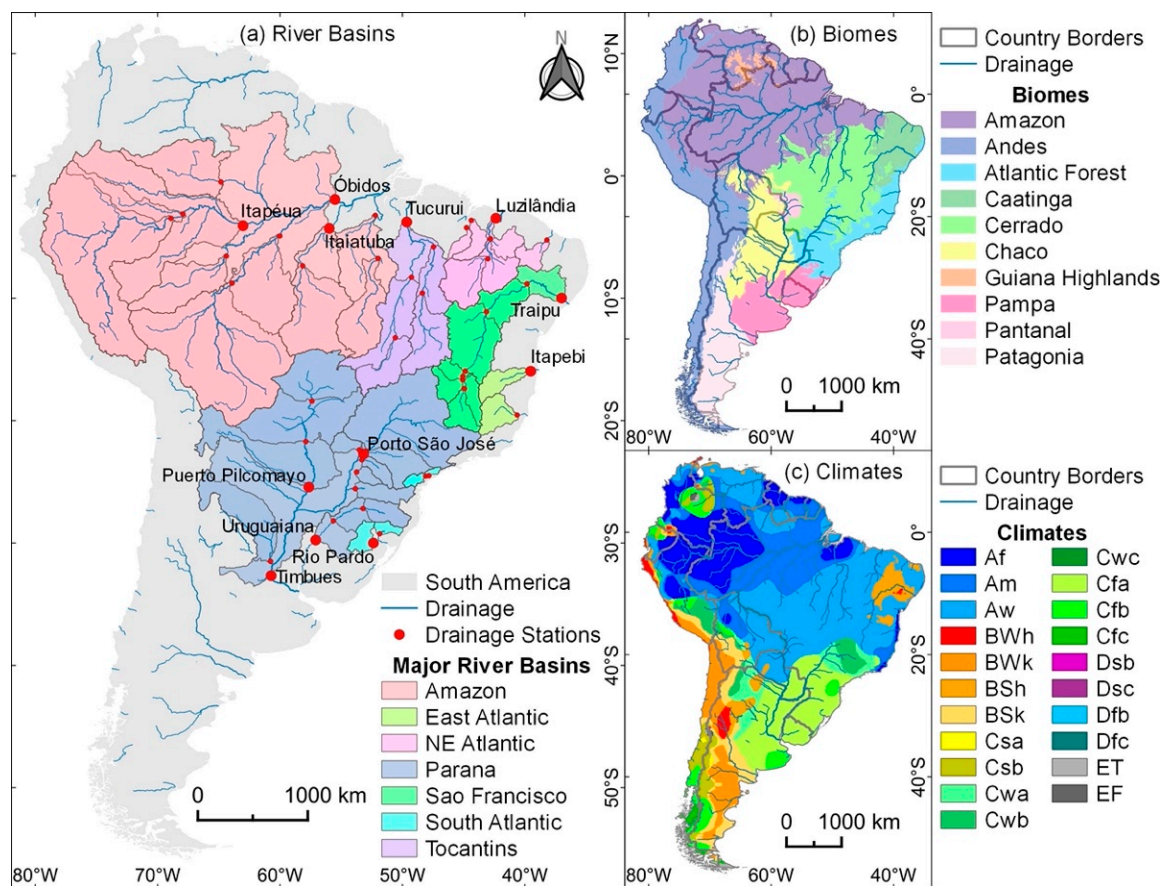 (a) River Basins
N
Óbidos
Itapéua
Itaiatuba
Tucurui
Luzilândia
Traipu
Itapebi
Porto São José
Puerto Pilcomayo
Uruguaiana
Rio Pardo
Timbues
10°N
0°
10°S
20°S
30°S
40°S
50°S
South America
Drainage
Drainage Stations
Major River Basins
Amazon
East Atlantic
NE Atlantic
Parana
Sao Francisco
South Atlantic
Tocantins
0 1000 km
80°W 70°W 60°W 50°W 40°W
(b) Biomes
0°
20°S
40°S
0 1000 km
80°W 60°W 40°W
Country Borders
Drainage
Biomes
Amazon
Andes
Atlantic Forest
Caatinga
Cerrado
Chaco
Guiana Highlands
Pampa
Pantanal
Patagonia
(c) Climates
0°
20°S
40°S
0 1000 km
80°W 60°W 40°W
Country Borders
Drainage
Climates
Af
Am
Aw
BWh
BWk
BSh
BSk
Csa
Csb
Cwa
Cwb
Cwc
Cfa
Cfb
Cfc
Dsb
Dsc
Dfb
Dfc
ET
EF